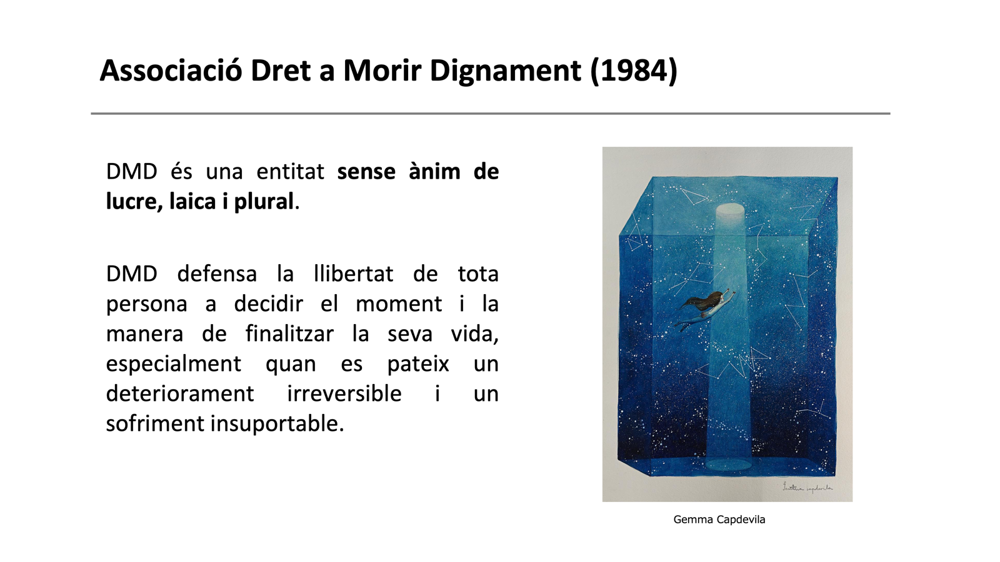 Associació Dret a Morir Dignament (1984)
DMD és una entitat sense ànim de
lucre, laica i plural.
DMD defensa la llibertat de tota
persona a decidir el moment i la
manera de finalitzar la seva vida,
especialment quan es pateix un
deteriorament irreversible i un
sofriment insuportable.
Gemma Capdevila